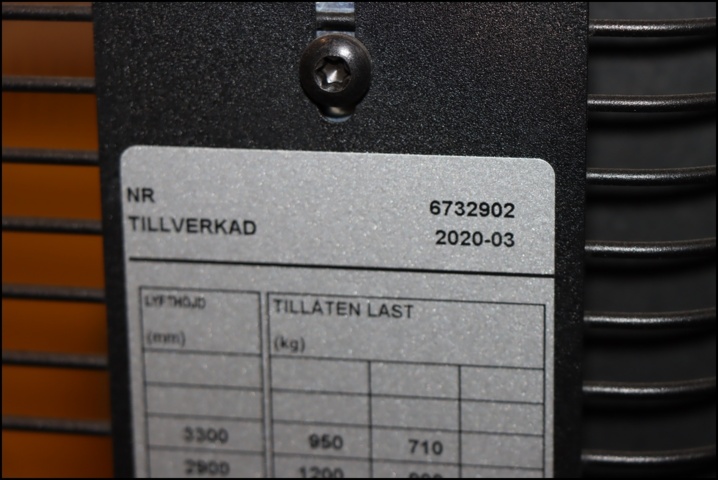 NR 6732902
TILLVERKAD 2020-03
LYFTHÖJD TILLÅTEN LAST
(mm) (kg)
3300 950 710
2900 1200